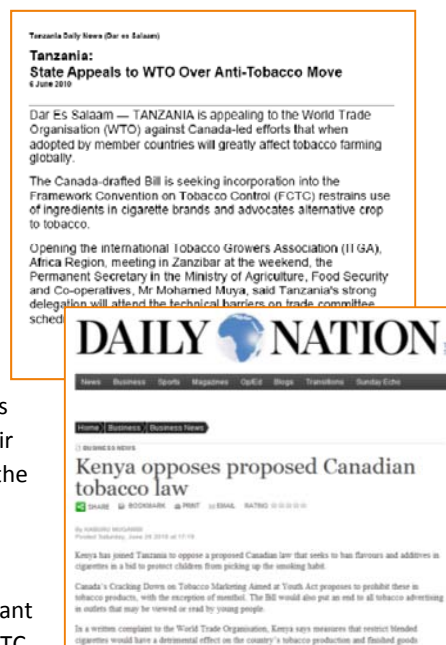 Tanzania Daily News (Dar es Salaam)
Tanzania:
State Appeals to WTO Over Anti-Tobacco Move
6 June 2010
Dar Es Salaam — TANZANIA is appealing to the World Trade
Organisation (WTO) against Canada-led efforts that when
adopted by member countries will greatly affect tobacco farming
globally.
The Canada-drafted Bill is seeking incorporation into the
Framework Convention on Tobacco Control (FCTC) restrains use
of ingredients in cigarette brands and advocates alternative crop
to tobacco.
Opening the international Tobacco Growers Association (ITGA),
Africa Region, meeting in Zanzibar at the weekend, the
Permanent Secretary in the Ministry of Agriculture, Food Security
and Co-operatives, Mr Mohamed Muya, said Tanzania's strong
delegation will attend the technical barriers on trade committee
sched
DAILY NATION
News Business Sports Magazines OpEd Blogs Transitions Sunday Echo
Home Business Business News
BUSINESS NEWS
Kenya opposes proposed Canadian
tobacco law
SHARE BOOKMARK PRINT EMAIL RATING
Posted Saturday, June 26 2010 at 17:19
Kenya has joined Tanzania to oppose a proposed Canadian law that seeks to ban flavours and additives in
cigarettes in a bid to protect children from picking up the smoking habit.
Canada's Cracking Down on Tobacco Marketing Aimed at Youth Act proposes to prohibit these in
tobacco products, with the exception of menthol. The Bill would also put an end to all tobacco advertising
in outlets that may be viewed or read by young people.
In a written complaint to the World Trade Organisation, Kenya says measures that restrict blended
cigarettes would have a detrimental effect on the country's tobacco production and finished goods
s
ir
the
ant
TC